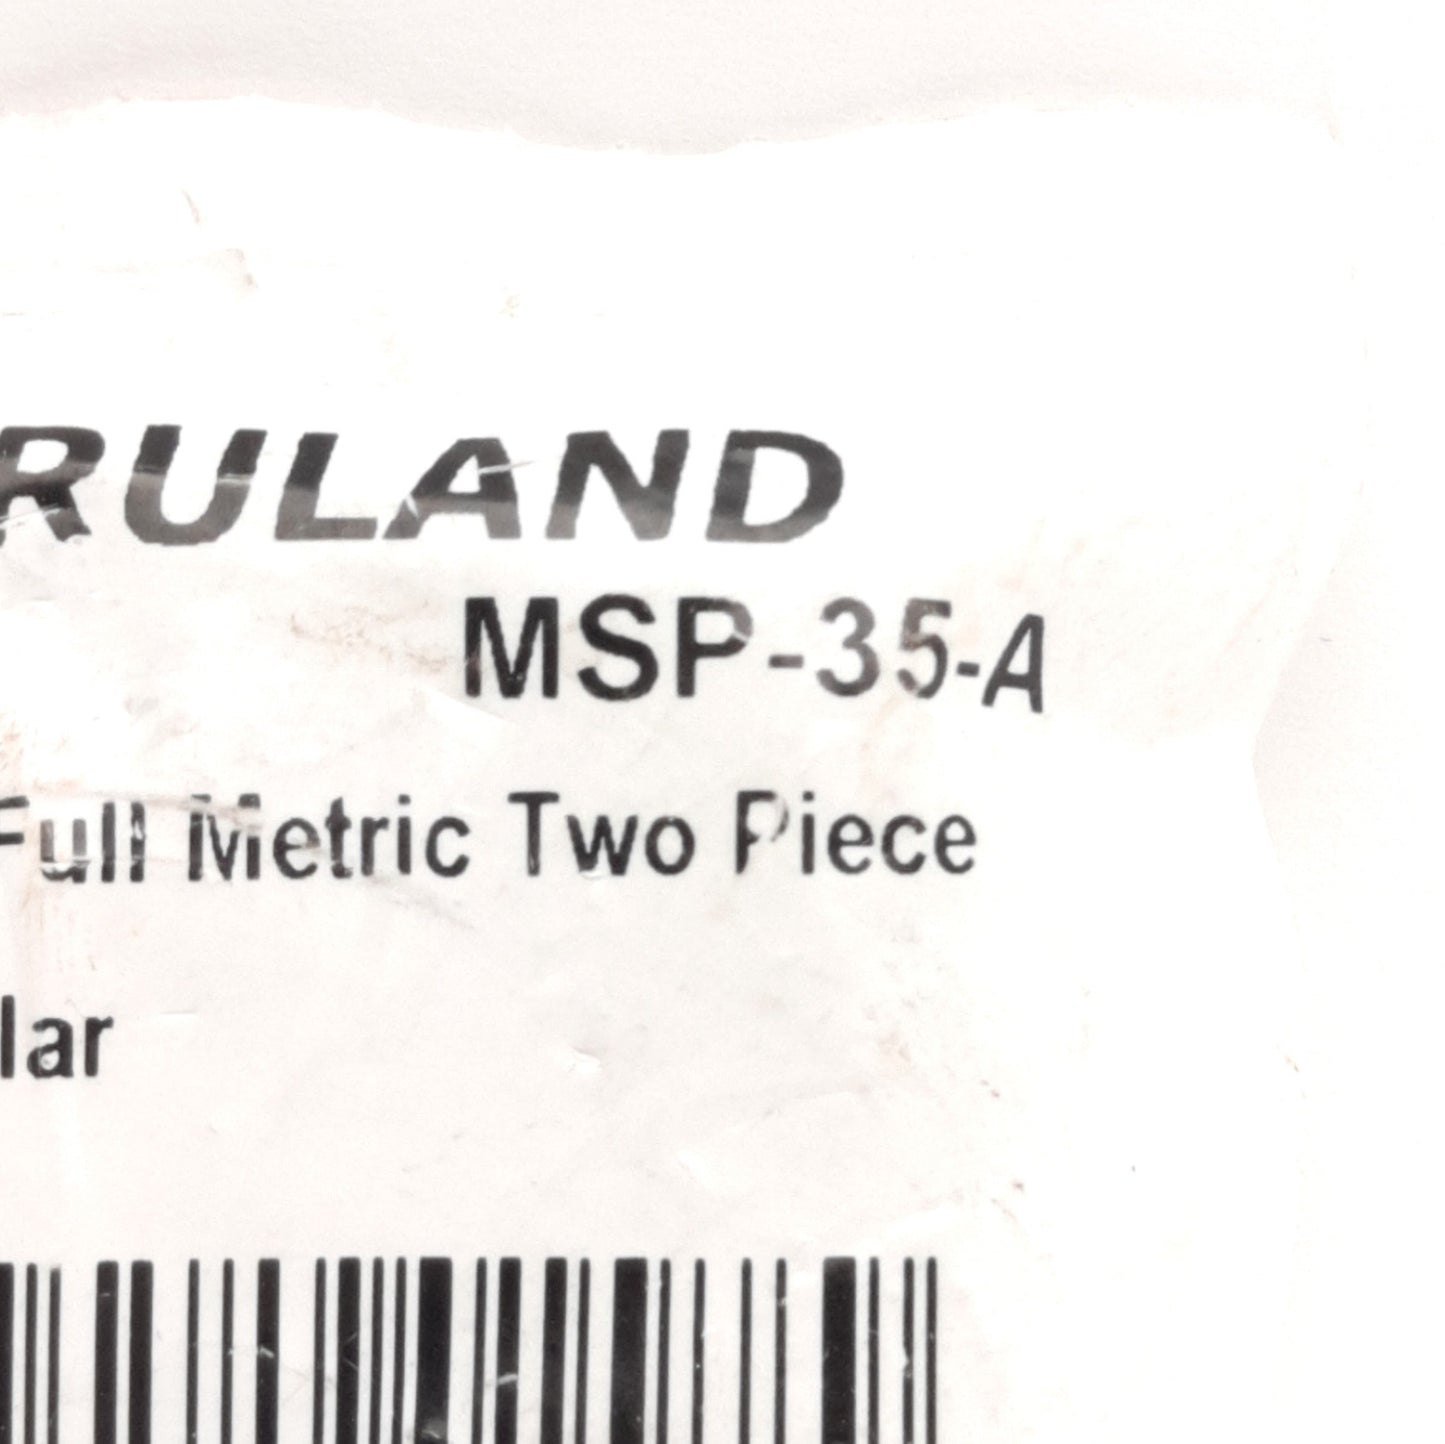 RULAND
MSP-35-A
Full Metric Two Piece
lar